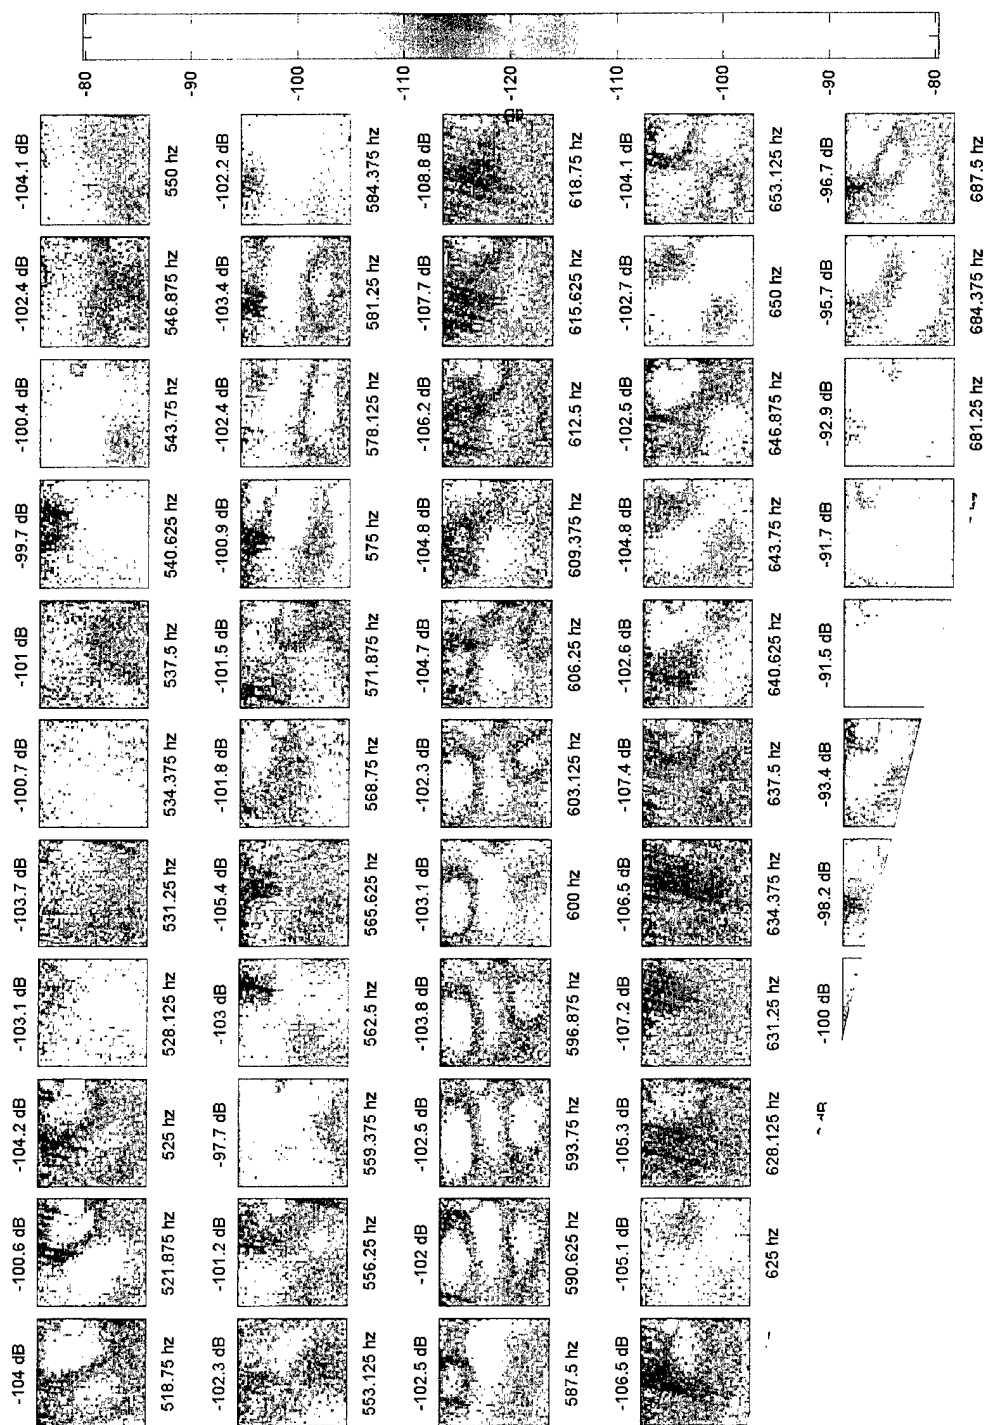 -104 dB -100.6 dB -104.2 dB -103.1 dB -103.7 dB -100.7 dB -101 dB -99.7 dB -100.4 dB -102.4 dB -104.1 dB
518.75 hz 521.875 hz 525 hz 528.125 hz 531.25 hz 534.375 hz 537.5 hz 540.625 hz 543.75 hz 546.875 hz 550 hz
-102.3 dB -101.2 dB -97.7 dB -103 dB -105.4 dB -101.8 dB -101.5 dB -100.9 dB -102.4 dB -103.4 dB -102.2 dB
553.125 hz 556.25 hz 559.375 hz 562.5 hz 565.625 hz 568.75 hz 571.875 hz 575 hz 578.125 hz 581.25 hz 584.375 hz
-102.5 dB -102 dB -102.5 dB -103.8 dB -103.1 dB -102.3 dB -104.7 dB -104.8 dB -106.2 dB -107.7 dB -108.8 dB
587.5 hz 590.625 hz 593.75 hz 596.875 hz 600 hz 603.125 hz 606.25 hz 609.375 hz 612.5 hz 615.625 hz 618.75 hz
-106.5 dB -105.1 dB -105.3 dB -107.2 dB -106.5 dB -107.4 dB -102.6 dB -104.8 dB -102.5 dB -102.7 dB -104.1 dB
625 hz 628.125 hz 631.25 hz 634.375 hz 637.5 hz 640.625 hz 643.75 hz 646.875 hz 650 hz 653.125 hz
dB -100 dB -98.2 dB -93.4 dB -91.5 dB -91.7 dB -92.9 dB -95.7 dB -96.7 dB
681.25 hz 684.375 hz 687.5 hz
-80
-90
-100
-110
-120
-110
-100
-90
-80
dB